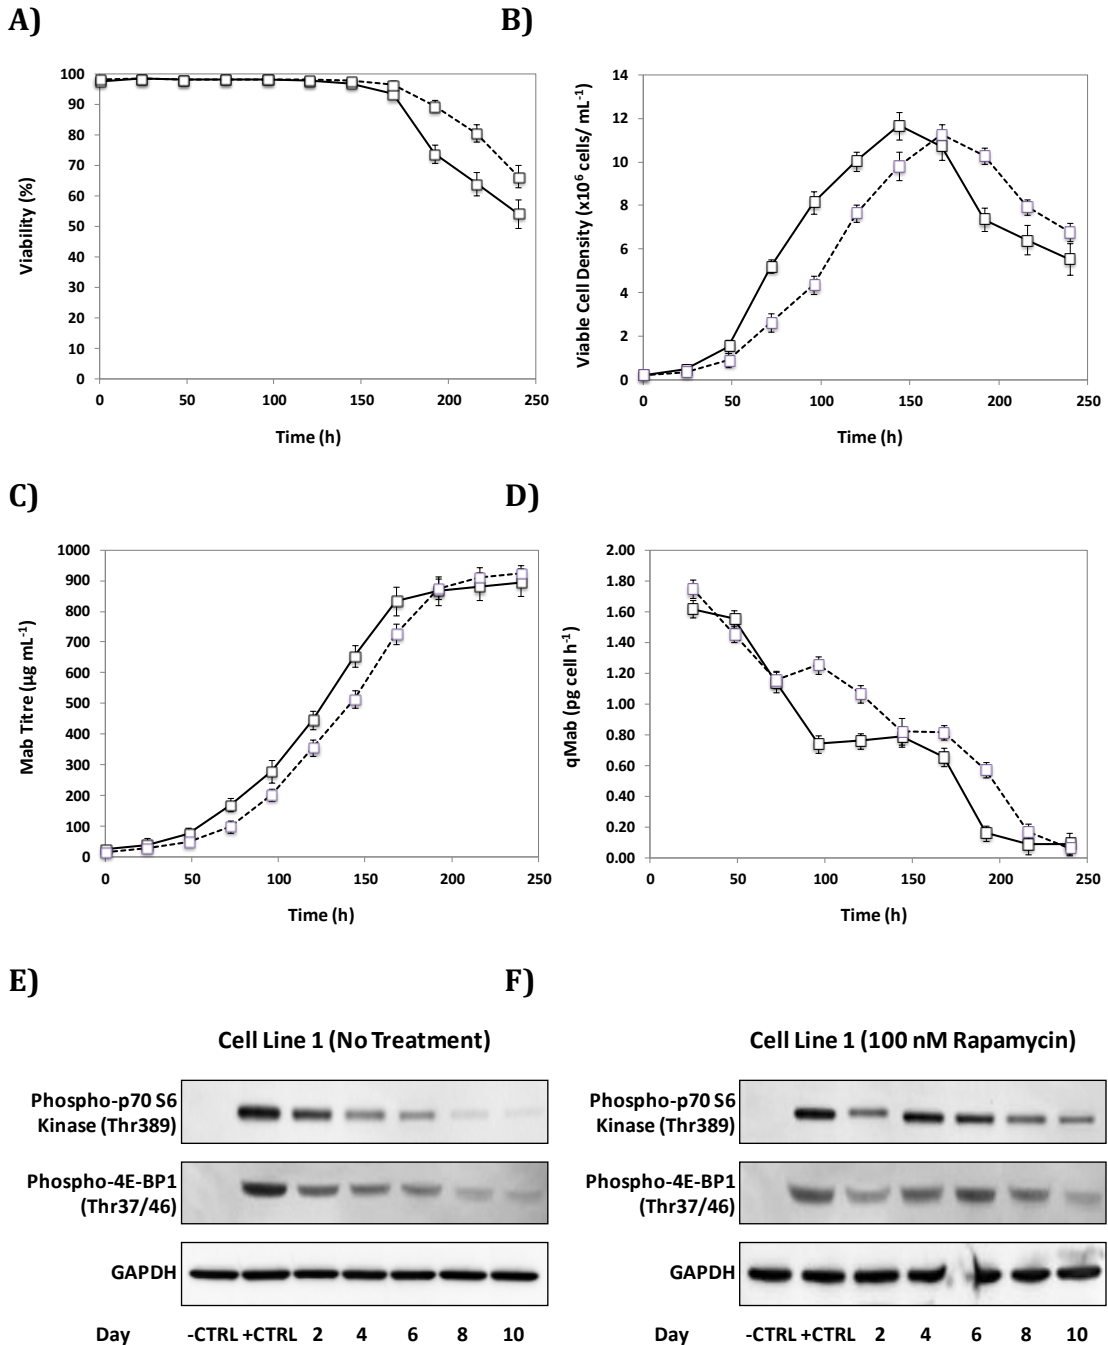 A)
B)
100
90
80
70
60
50
40
30
20
10
0
Viability (%)
0 50 100 150 200 250
Time (h)
14
12
10
8
6
4
2
0
Viable Cell Density (x10⁶ cells/ mL⁻¹)
0 50 100 150 200 250
Time (h)
C)
D)
1000
900
800
700
600
500
400
300
200
100
0
Mab Titre (µg mL⁻¹)
0 50 100 150 200 250
Time (h)
2.00
1.80
1.60
1.40
1.20
1.00
0.80
0.60
0.40
0.20
0.00
qMab (pg cell h⁻¹)
0 50 100 150 200 250
Time (h)
E)
F)
Cell Line 1 (No Treatment)
Phospho-p70 S6
Kinase (Thr389)
Phospho-4E-BP1
(Thr37/46)
GAPDH
Day -CTRL +CTRL 2 4 6 8 10
Cell Line 1 (100 nM Rapamycin)
Phospho-p70 S6
Kinase (Thr389)
Phospho-4E-BP1
(Thr37/46)
GAPDH
Day -CTRL +CTRL 2 4 6 8 10